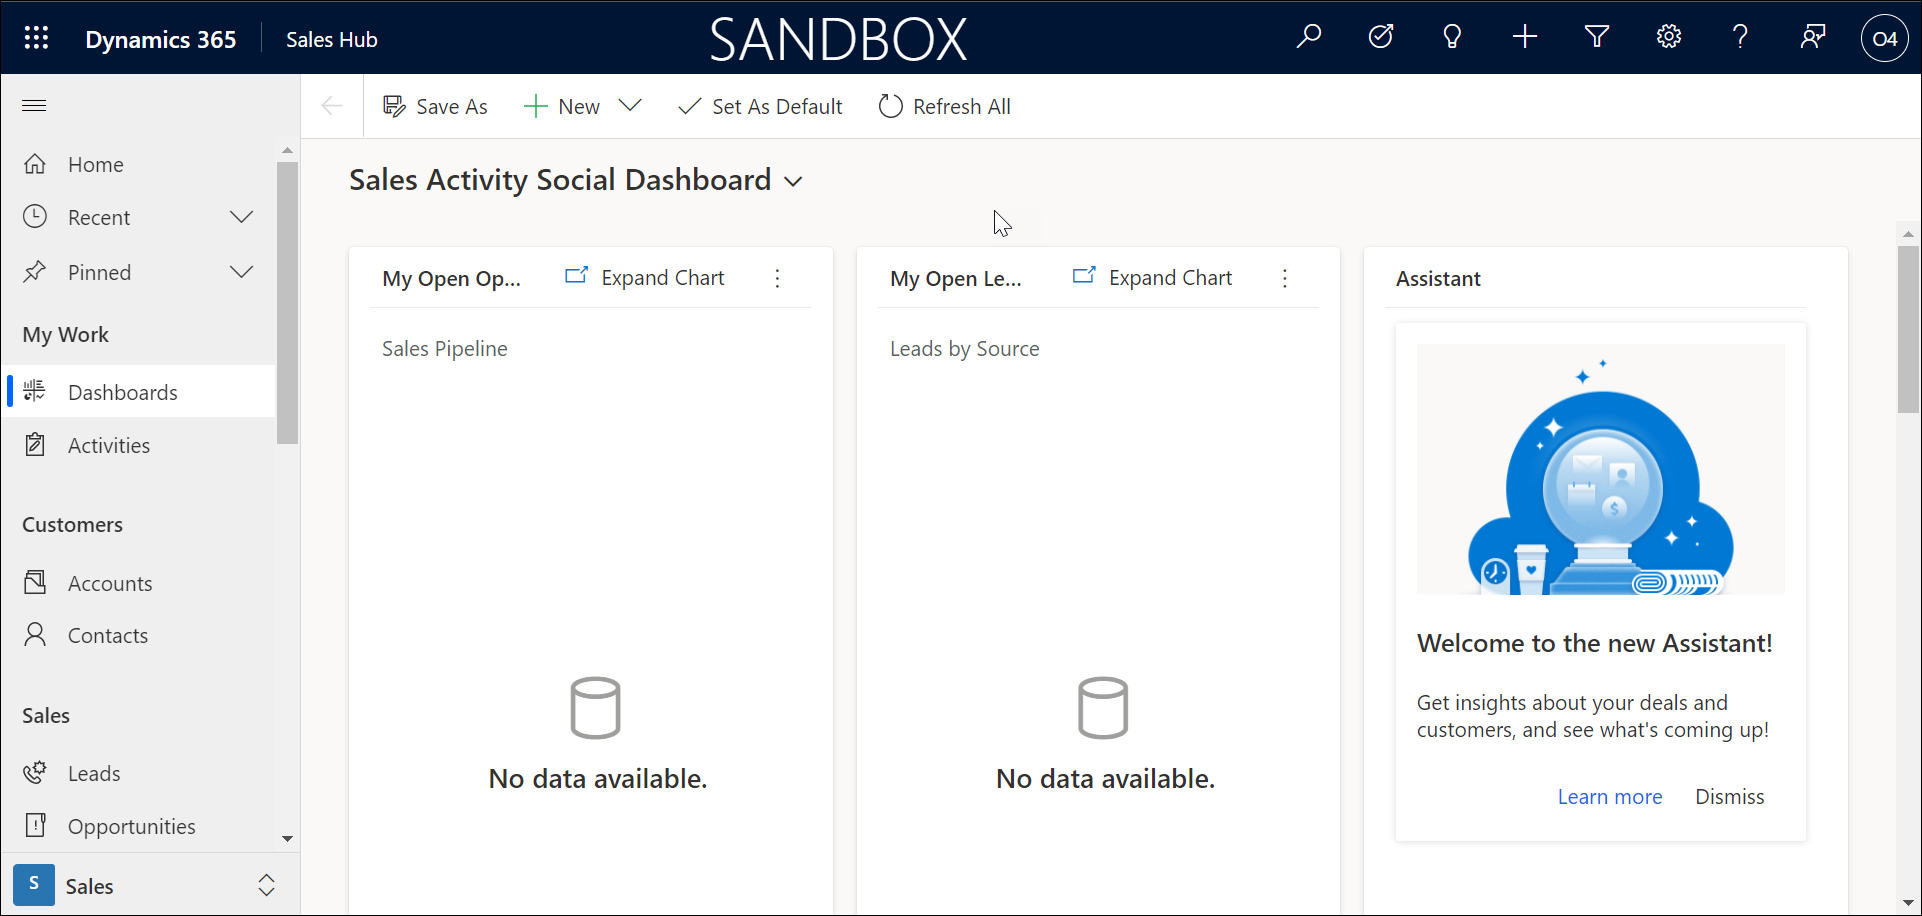 Dynamics 365
Sales Hub
SANDBOX
O4
Save As
New
Set As Default
Refresh All
Home
Recent
Pinned
My Work
Dashboards
Activities
Customers
Accounts
Contacts
Sales
Leads
Opportunities
S
Sales
Sales Activity Social Dashboard
My Open Op...
Expand Chart
Sales Pipeline
No data available.
My Open Le...
Expand Chart
Leads by Source
No data available.
Assistant
Welcome to the new Assistant!
Get insights about your deals and
customers, and see what's coming up!
Learn more
Dismiss